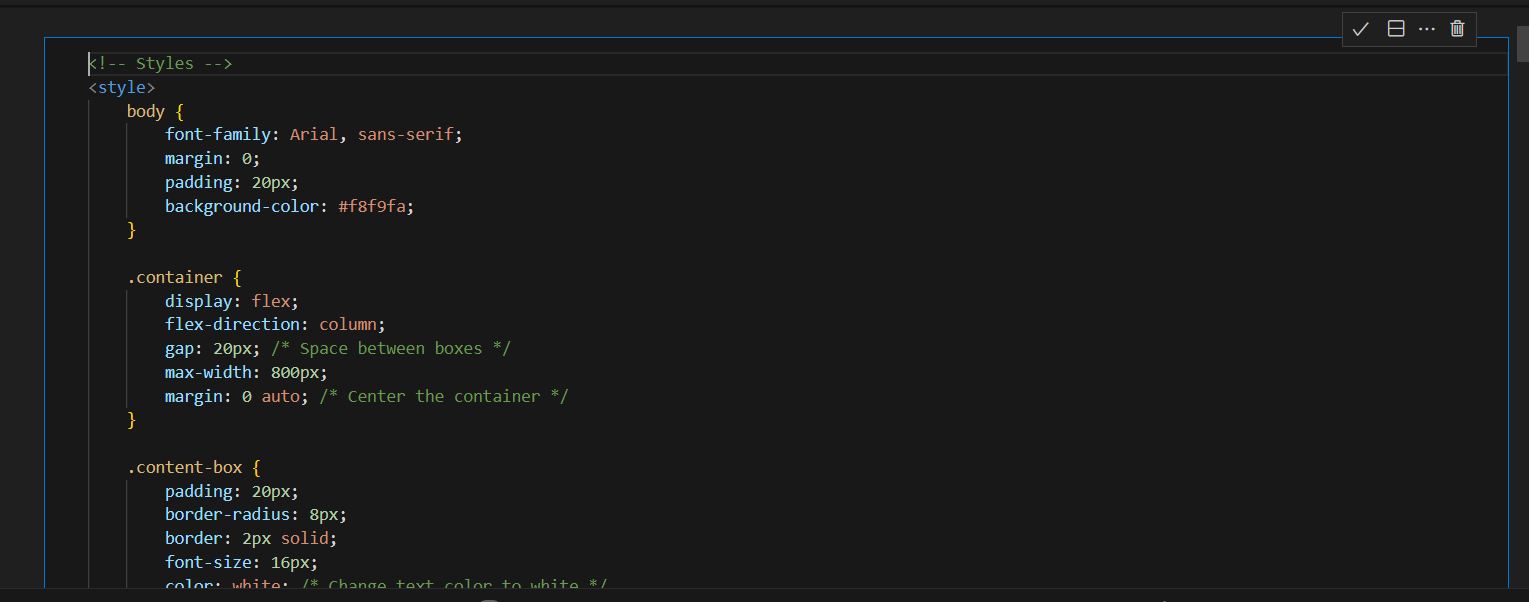 <!-- Styles -->
<style>
    body {
        font-family: Arial, sans-serif;
        margin: 0;
        padding: 20px;
        background-color: #f8f9fa;
    }

    .container {
        display: flex;
        flex-direction: column;
        gap: 20px; /* Space between boxes */
        max-width: 800px;
        margin: 0 auto; /* Center the container */
    }

    .content-box {
        padding: 20px;
        border-radius: 8px;
        border: 2px solid;
        font-size: 16px;
        color: white; /* Change text color to white */